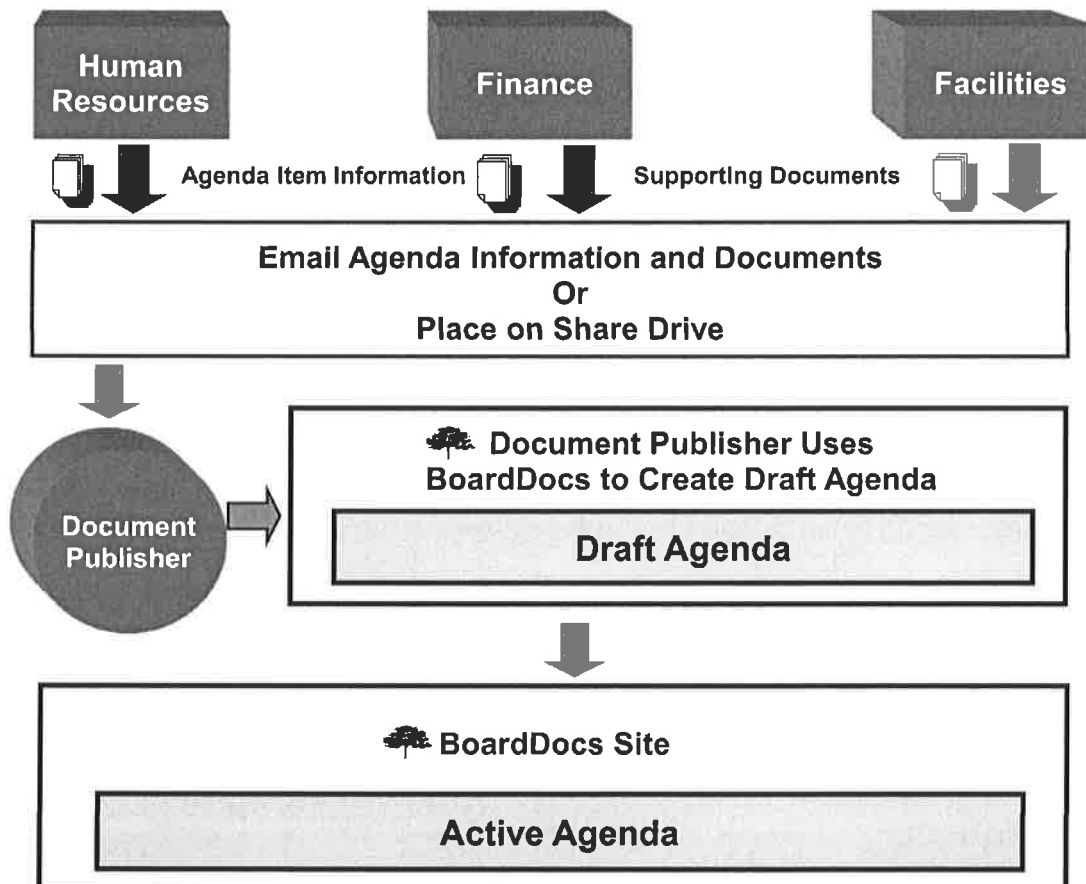 Human
Resources
Finance
Facilities
Agenda Item Information
Supporting Documents
Email Agenda Information and Documents
Or
Place on Share Drive
Document
Publisher
Document Publisher Uses
BoardDocs to Create Draft Agenda
Draft Agenda
BoardDocs Site
Active Agenda